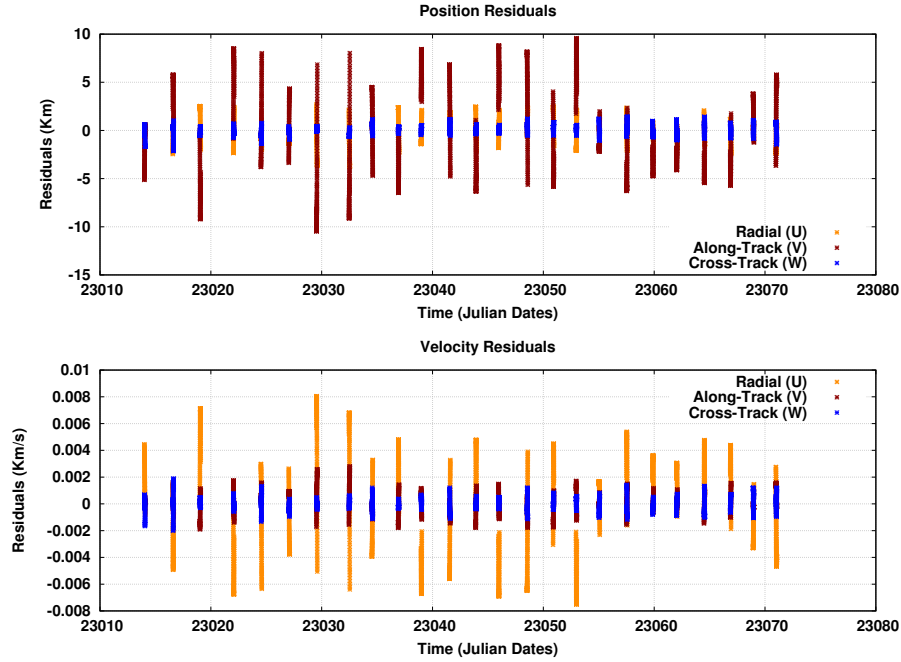 Position Residuals
10
5
0
-5
-10
-15
Residuals (Km)
Radial (U)
Along-Track (V)
Cross-Track (W)
23010 23020 23030 23040 23050 23060 23070 23080
Time (Julian Dates)
Velocity Residuals
0.01
0.008
0.006
0.004
0.002
0
-0.002
-0.004
-0.006
-0.008
Residuals (Km/s)
Radial (U)
Along-Track (V)
Cross-Track (W)
23010 23020 23030 23040 23050 23060 23070 23080
Time (Julian Dates)